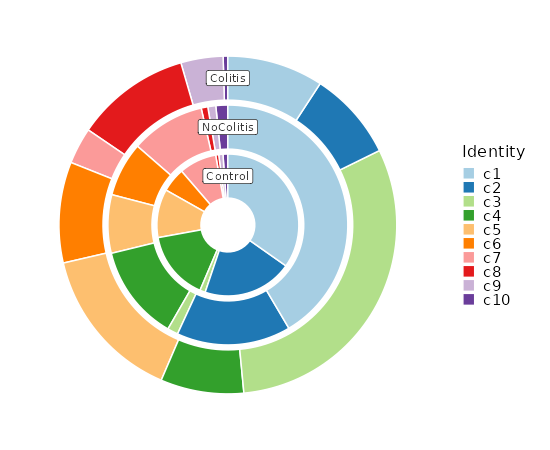 Colitis
NoColitis
Control
Identity
c1
c2
c3
c4
c5
c6
c7
c8
c9
c10